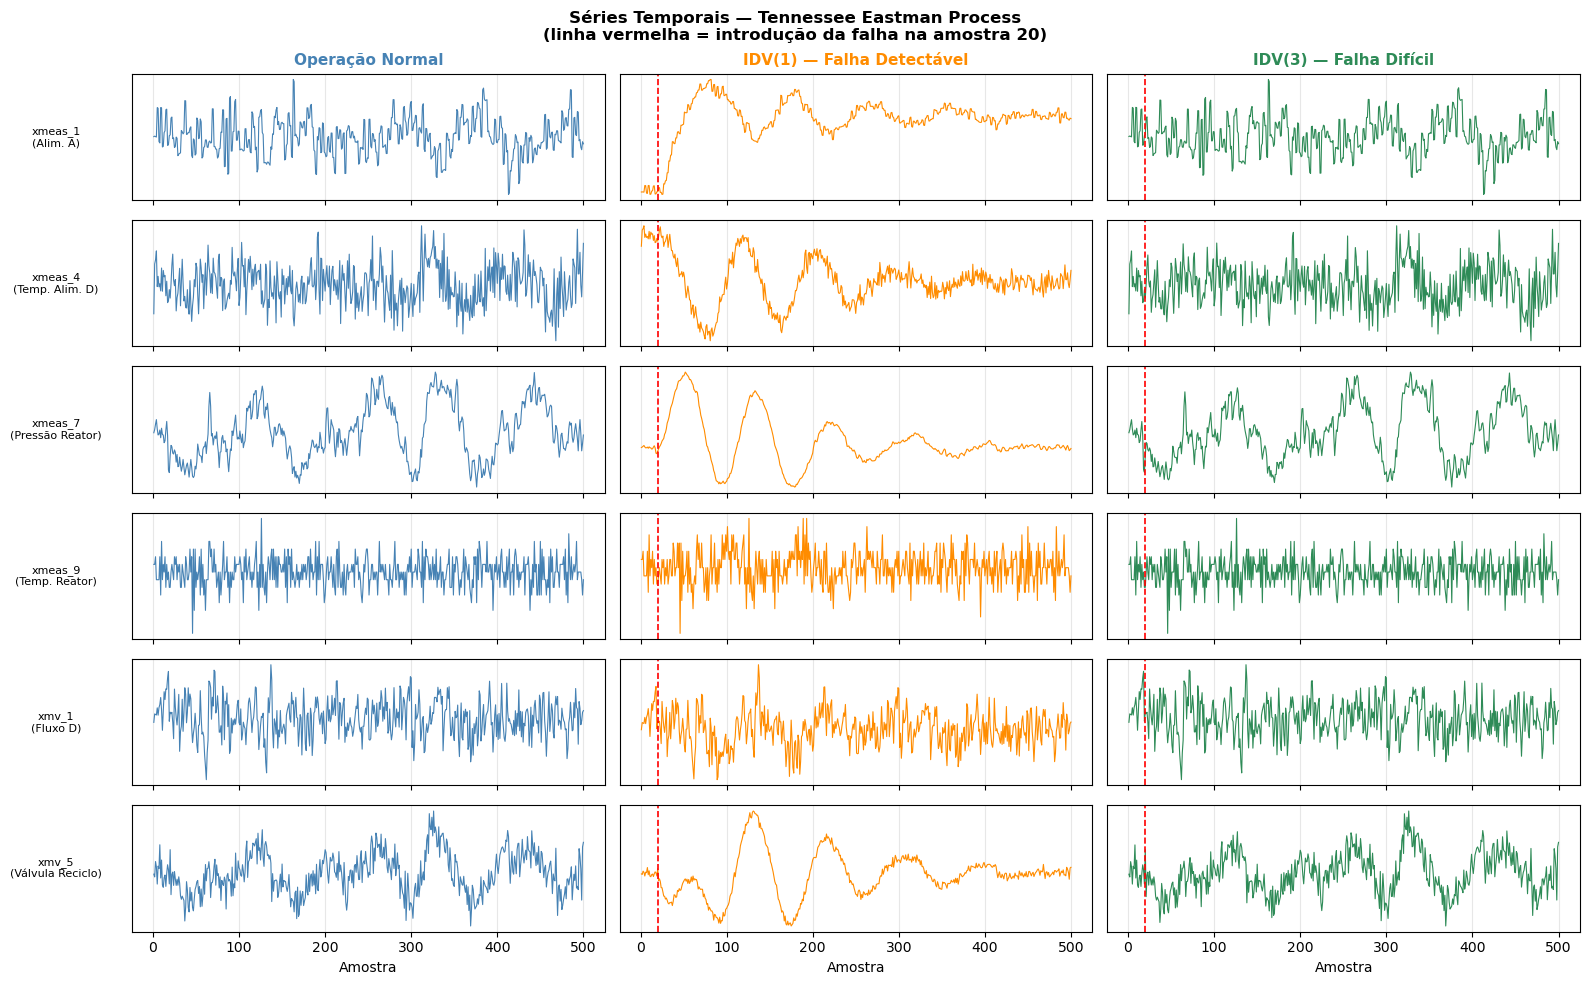 Séries Temporais — Tennessee Eastman Process
(linha vermelha = introdução da falha na amostra 20)
Operação Normal
IDV(1) — Falha Detectável
IDV(3) — Falha Difícil
xmeas_1
(Alim. A)
xmeas_4
(Temp. Alim. D)
xmeas_7
(Pressão Reator)
xmeas_9
(Temp. Reator)
xmv_1
(Fluxo D)
xmv_5
(Válvula Reciclo)
0 100 200 300 400 500
0 100 200 300 400 500
0 100 200 300 400 500
Amostra
Amostra
Amostra